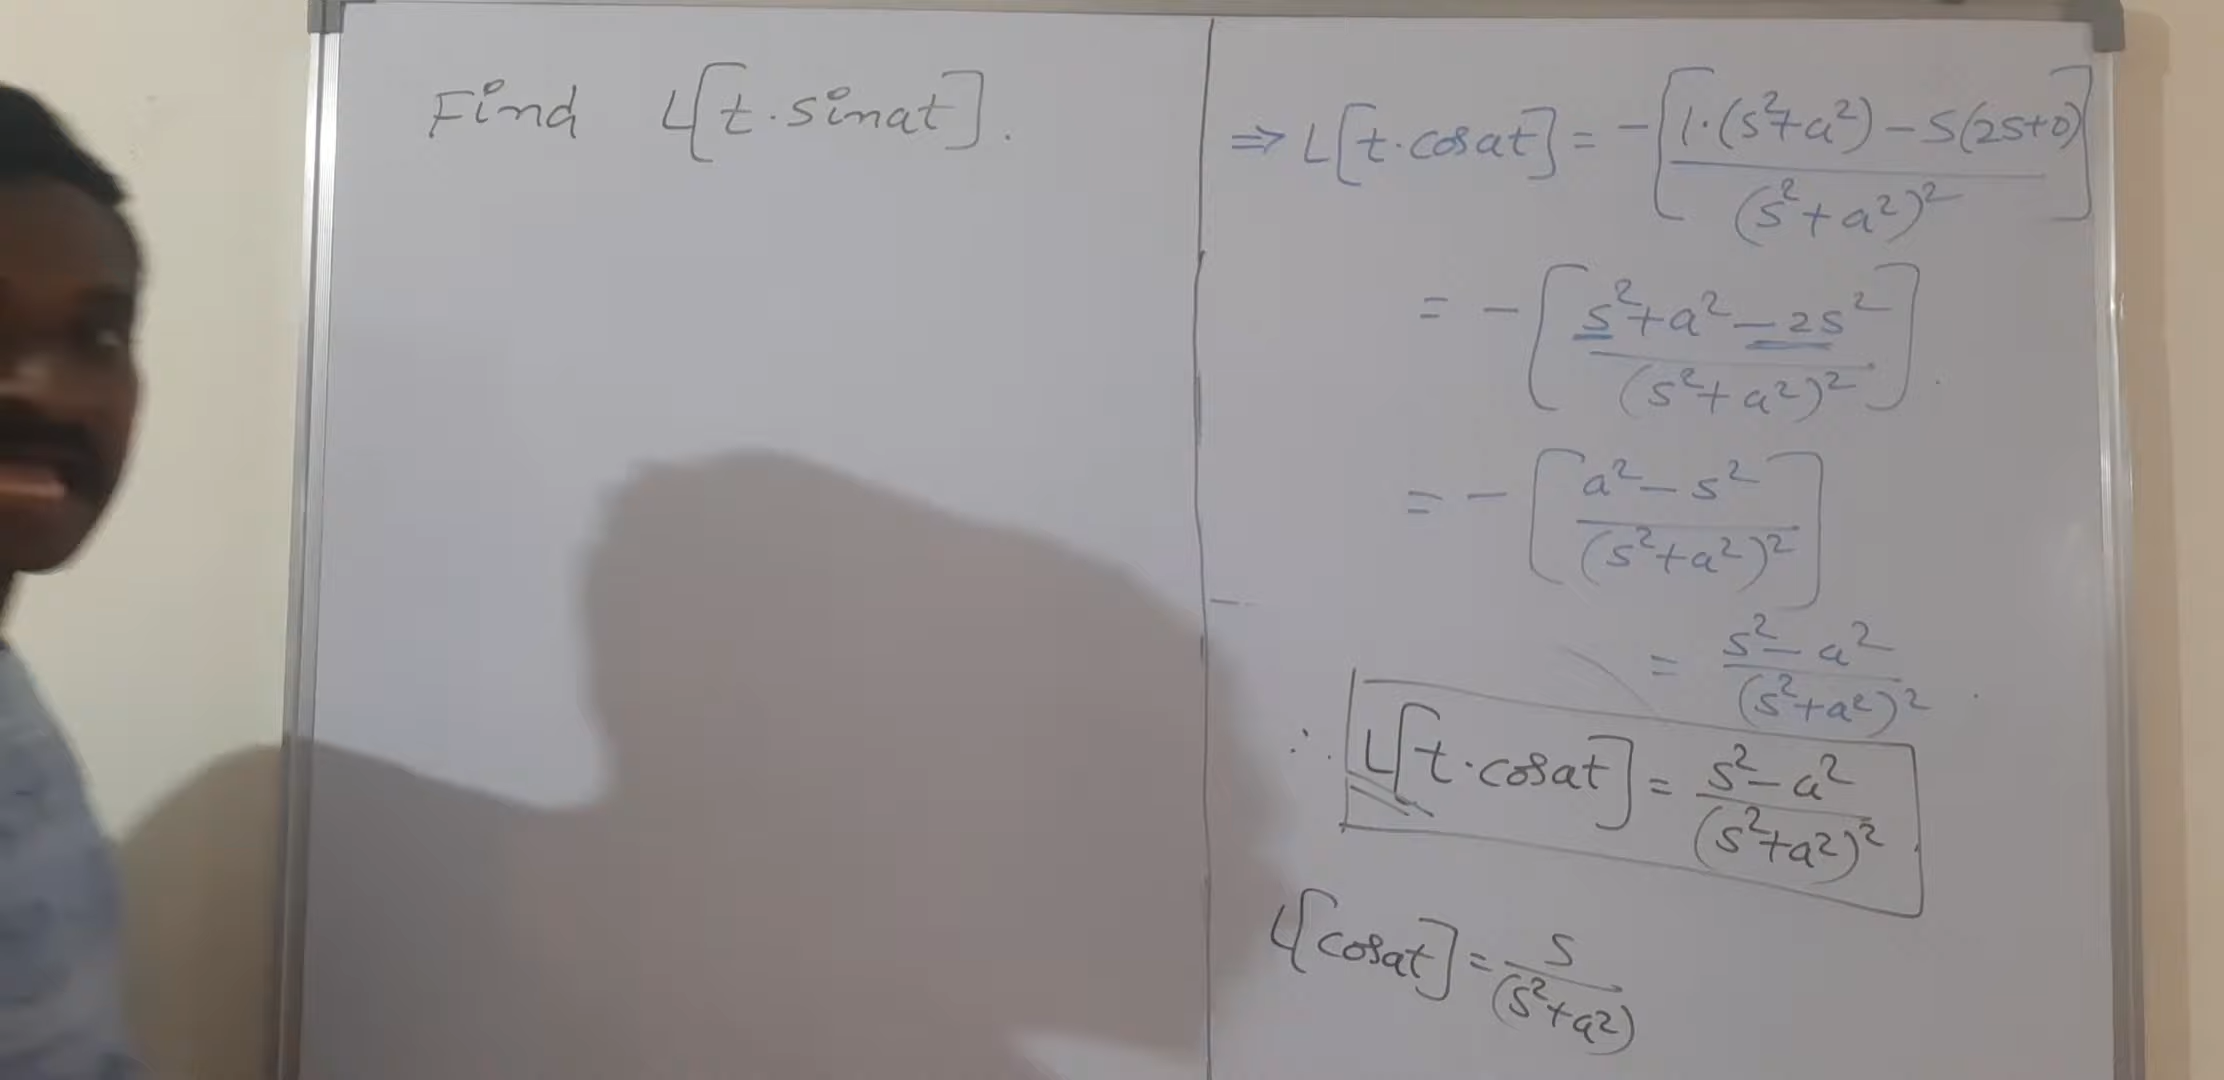 Find L[t.sinat].
⇒ L[t.cosat] = -[1.(s²+a²) - s(2s+0) / (s²+a²)²]
= -[s²+a²-2s² / (s²+a²)²].
= -[a²-s² / (s²+a²)²]
= s²-a² / (s²+a²)².
∴ L[t.cosat] = s²-a² / (s²+a²)²
L[cosat] = s / (s²+a²)